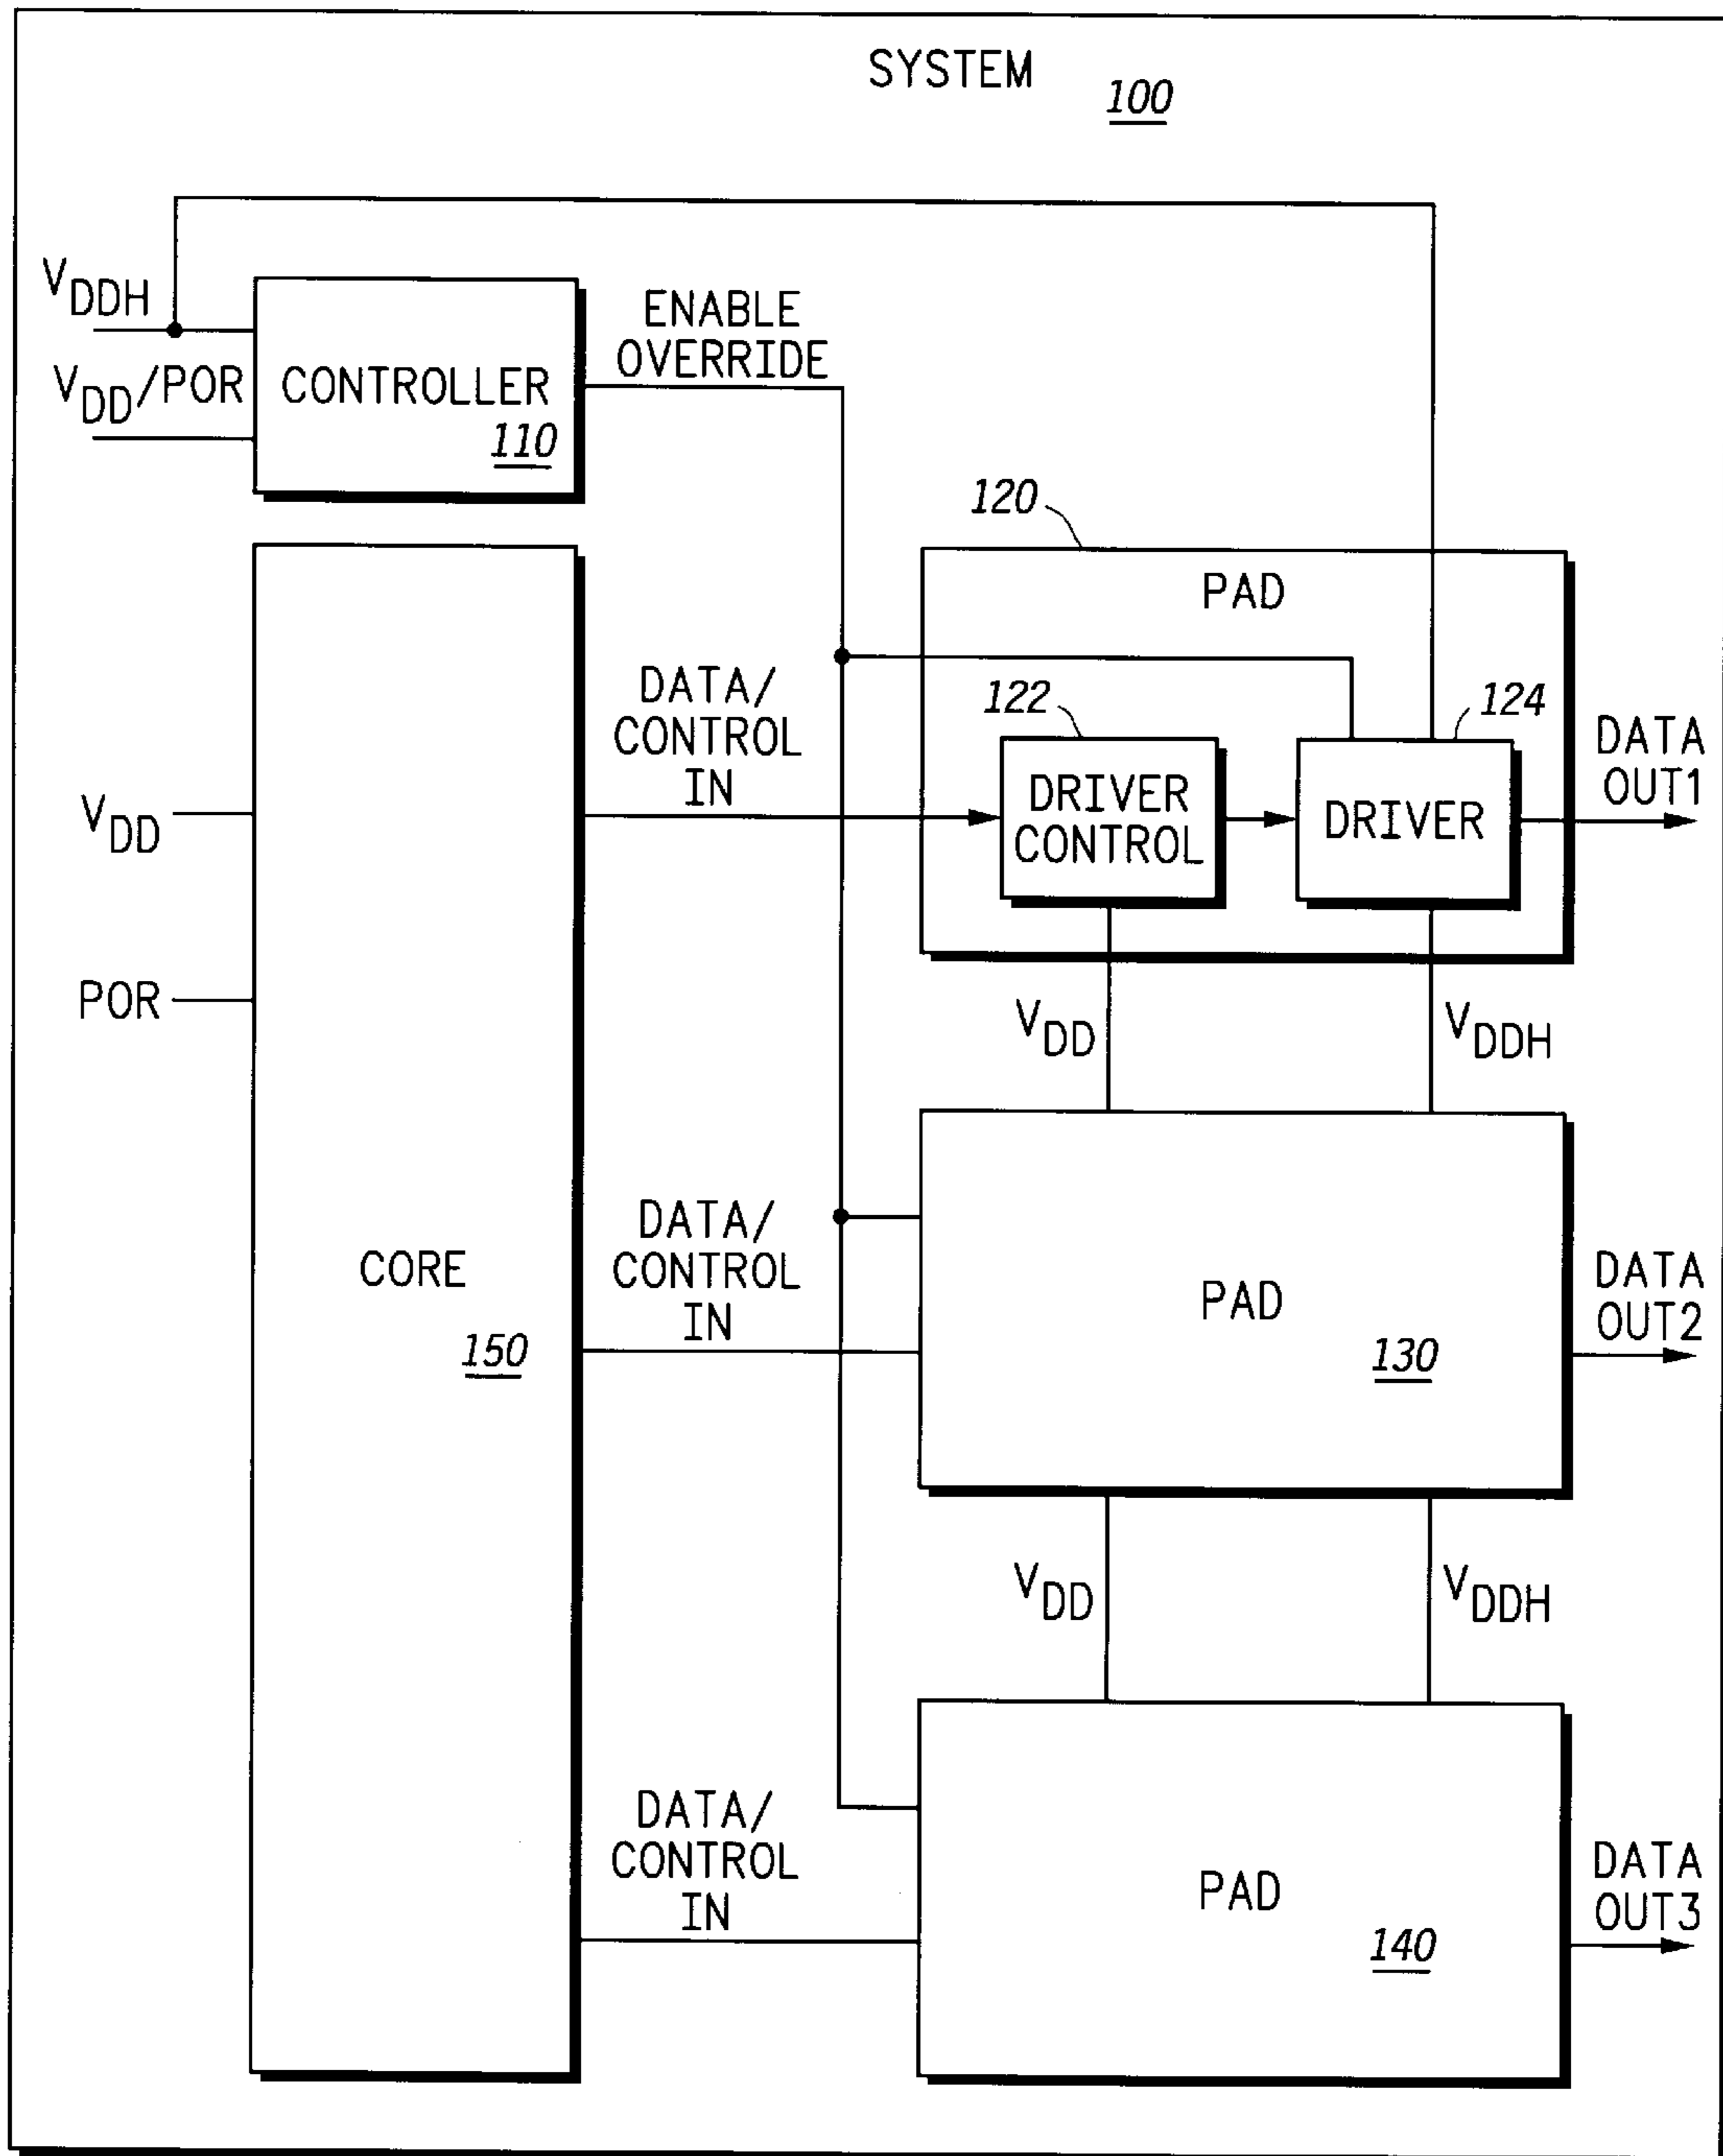 SYSTEM
100
VDDH
VDD/POR
CONTROLLER
110
ENABLE
OVERRIDE
120
PAD
DATA/
CONTROL
IN
122
DRIVER
CONTROL
124
DRIVER
DATA
OUT1
VDD
POR
VDD
VDDH
CORE
150
DATA/
CONTROL
IN
PAD
130
DATA
OUT2
VDD
VDDH
DATA/
CONTROL
IN
PAD
140
DATA
OUT3